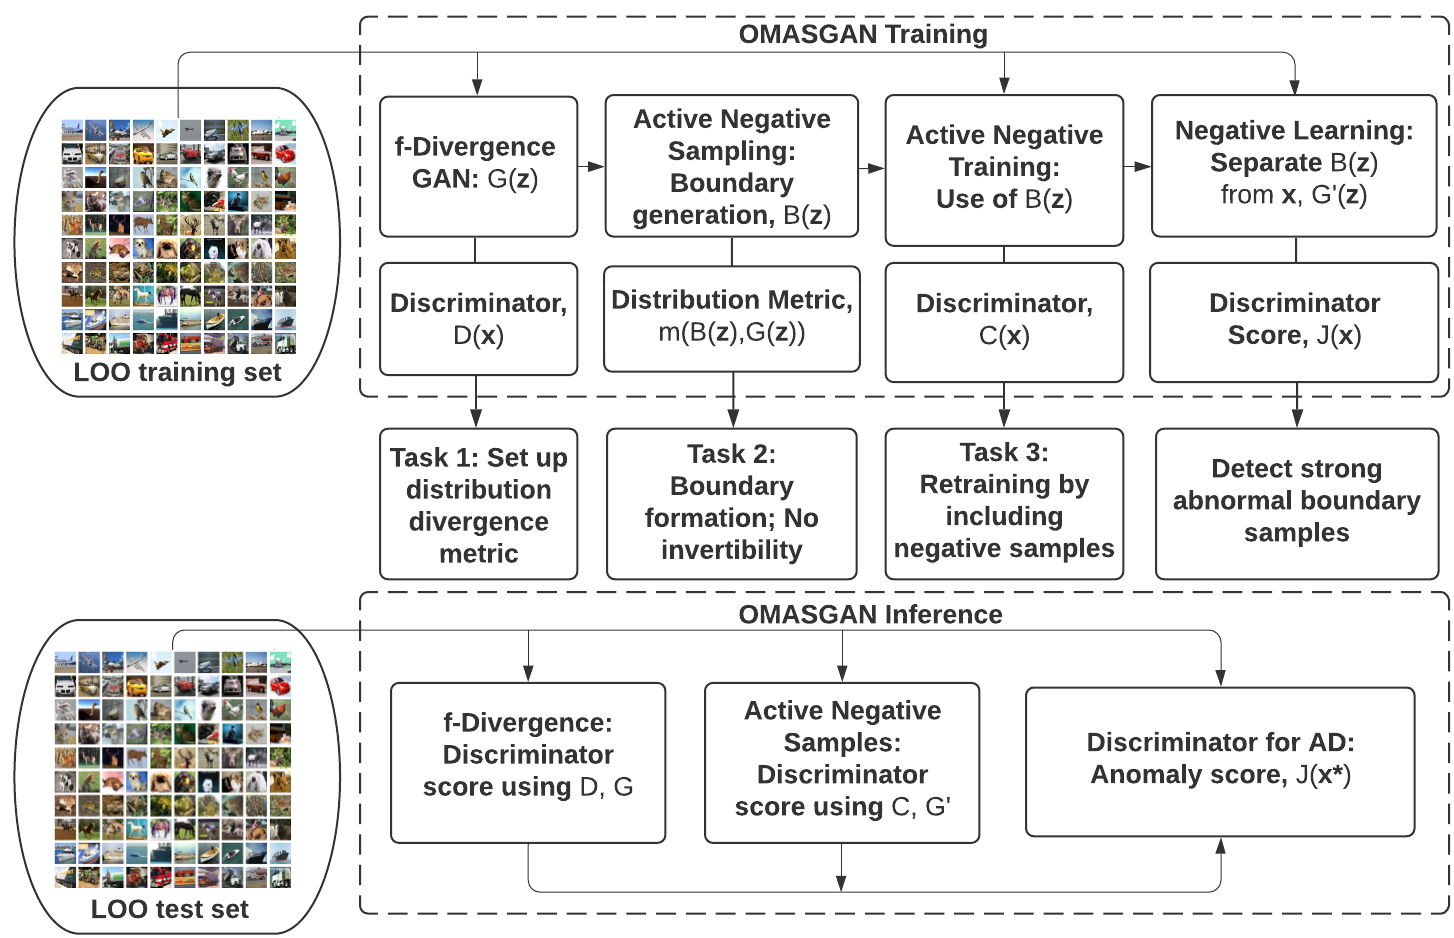 OMASGAN Training
f-Divergence
GAN: G(z)
Active Negative
Sampling:
Boundary
generation, B(z)
Active Negative
Training:
Use of B(z)
Negative Learning:
Separate B(z)
from x, G'(z)
Discriminator,
D(x)
Distribution Metric,
m(B(z),G(z))
Discriminator,
C(x)
Discriminator
Score, J(x)
LOO training set
Task 1: Set up
distribution
divergence
metric
Task 2:
Boundary
formation; No
invertibility
Task 3:
Retraining by
including
negative samples
Detect strong
abnormal boundary
samples
OMASGAN Inference
f-Divergence:
Discriminator
score using D, G
Active Negative
Samples:
Discriminator
score using C, G'
Discriminator for AD:
Anomaly score, J(x*)
LOO test set